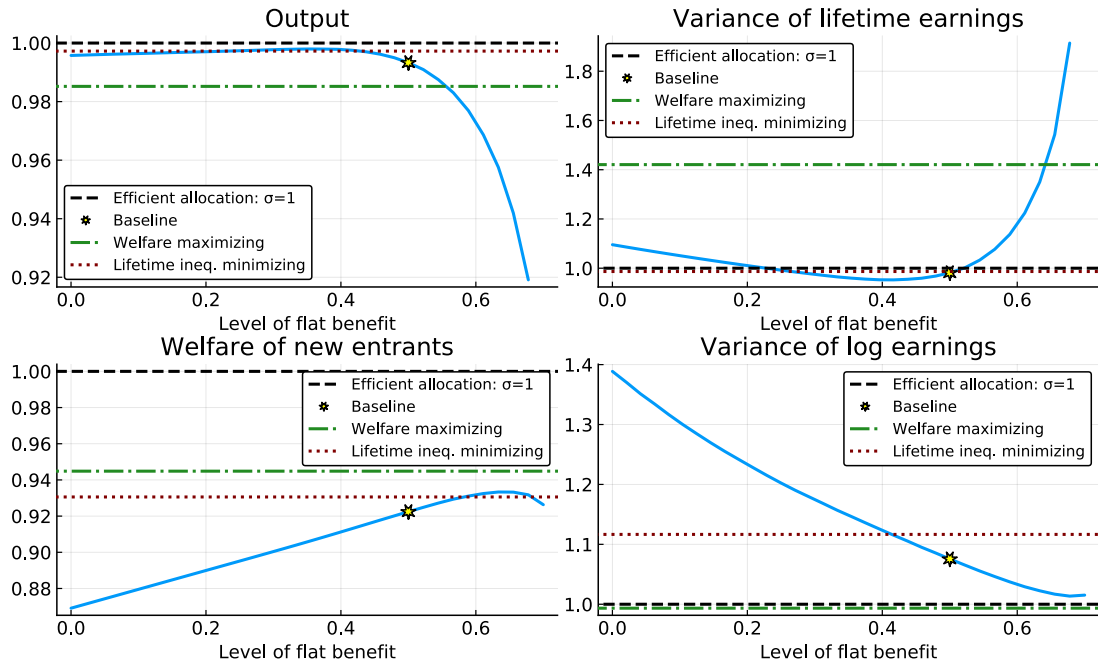 Output
1.00
0.98
0.96
0.94
0.92
Efficient allocation: σ=1
Baseline
Welfare maximizing
Lifetime ineq. minimizing
0.0
0.2
0.4
0.6
Level of flat benefit
Variance of lifetime earnings
1.8
1.6
1.4
1.2
1.0
Efficient allocation: σ=1
Baseline
Welfare maximizing
Lifetime ineq. minimizing
0.0
0.2
0.4
0.6
Level of flat benefit
Welfare of new entrants
1.00
0.98
0.96
0.94
0.92
0.90
0.88
Efficient allocation: σ=1
Baseline
Welfare maximizing
Lifetime ineq. minimizing
0.0
0.2
0.4
0.6
Level of flat benefit
Variance of log earnings
1.4
1.3
1.2
1.1
1.0
Efficient allocation: σ=1
Baseline
Welfare maximizing
Lifetime ineq. minimizing
0.0
0.2
0.4
0.6
Level of flat benefit